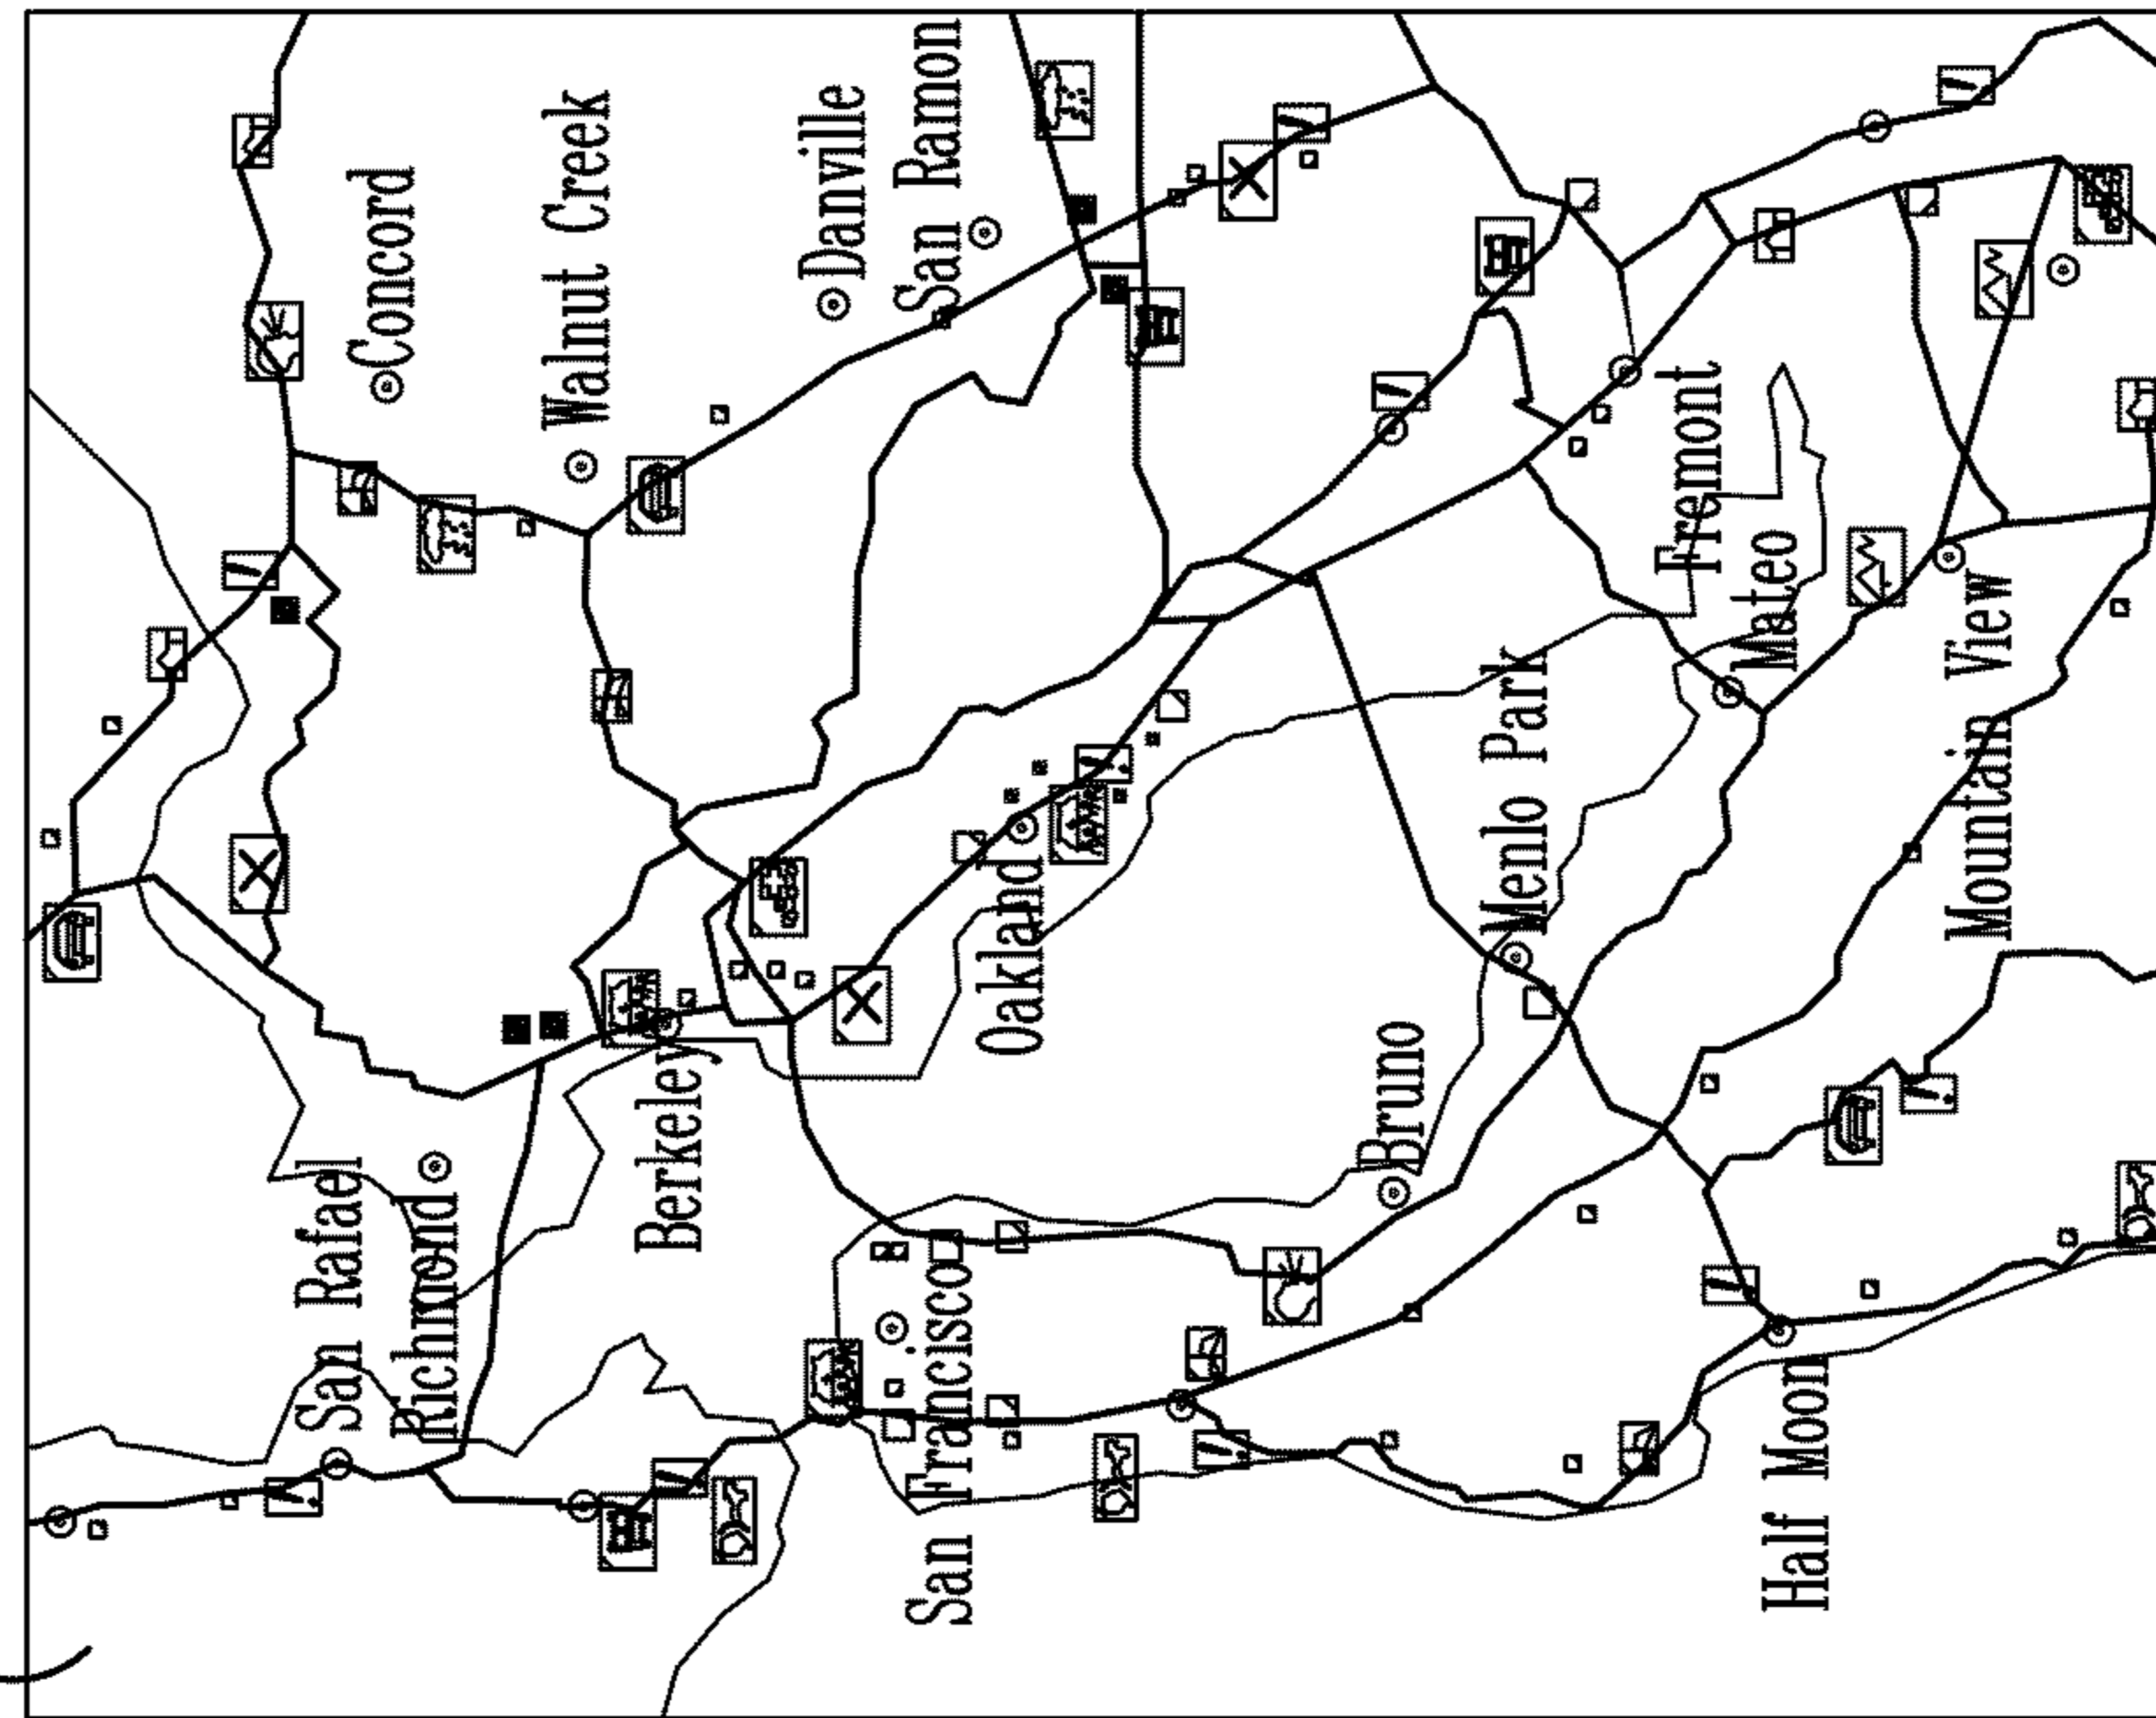 San Rafael
Richmond
Concord
Walnut Creek
Berkeley
Danville
San Ramon
San Francisco
Oakland
Bruno
Menlo Park
Fremont
Mateo
Half Moon
Mountain View